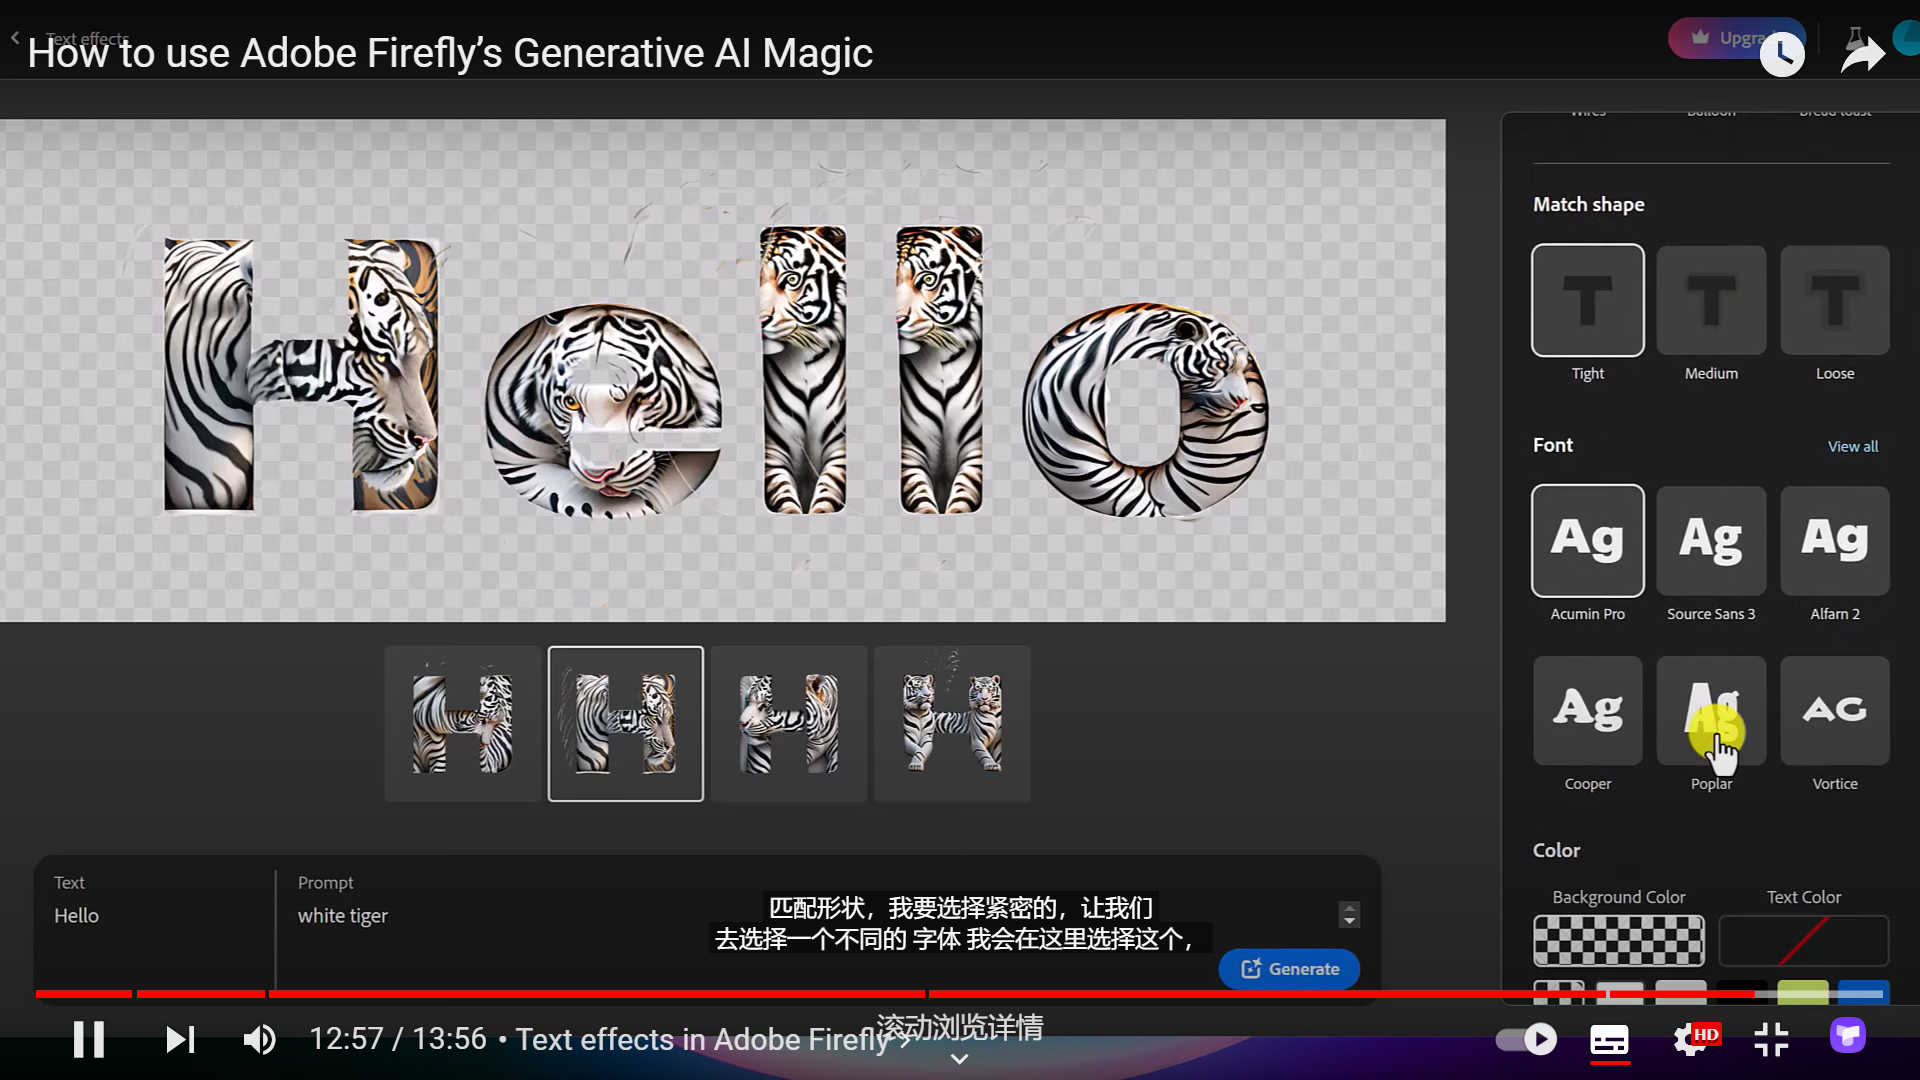 Text effects
How to use Adobe Firefly’s Generative AI Magic
Wires Balloon Bread toast
Match shape
Tight Medium Loose
Font View all
Ag Ag Ag
Acumin Pro Source Sans 3 Alfarn 2
Ag Ag AG
Cooper Poplar Vortice
Color
Background Color Text Color
Hello
Text
Hello
Prompt
white tiger
匹配形状，我要选择紧密的，让我们
去选择一个不同的 字体 我会在这里选择这个，
Generate
12:57 / 13:56 • Text effects in Adobe Firefly
滚动浏览详情
HD